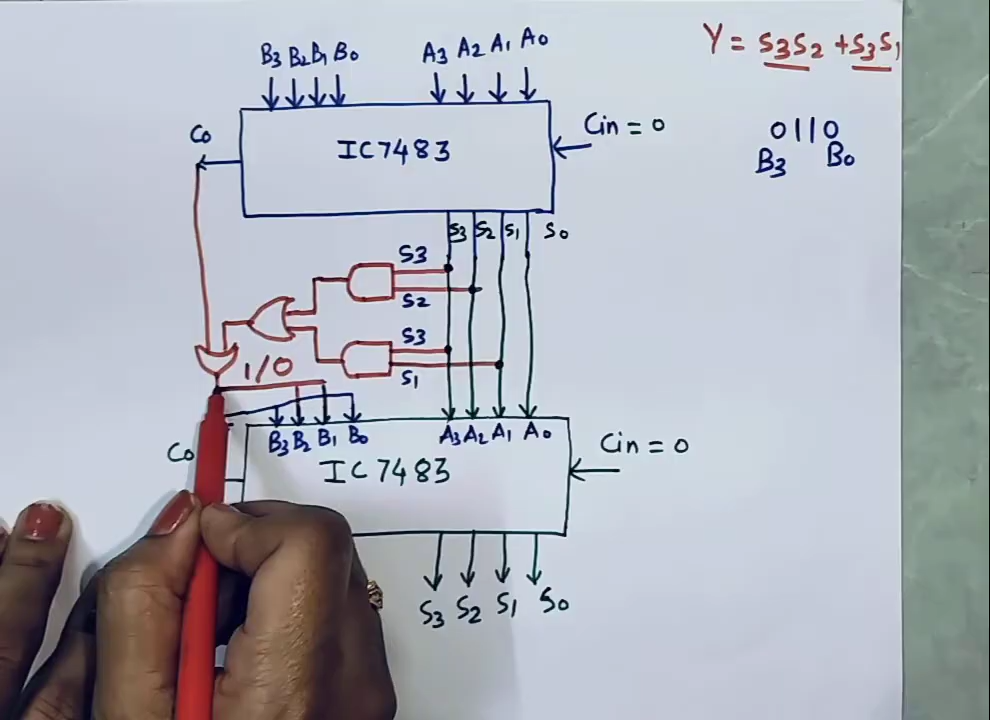 Y = S3S2 + S3S1
B3 B2 B1 B0 A3 A2 A1 A0
Cin = 0
0110
B3 B0
Co
IC7483
S3 S2 S1 S0
S3
S2
S3
1/0
S1
B3 B2 B1 B0 A3 A2 A1 A0
Co
IC7483
Cin = 0
S3 S2 S1 S0